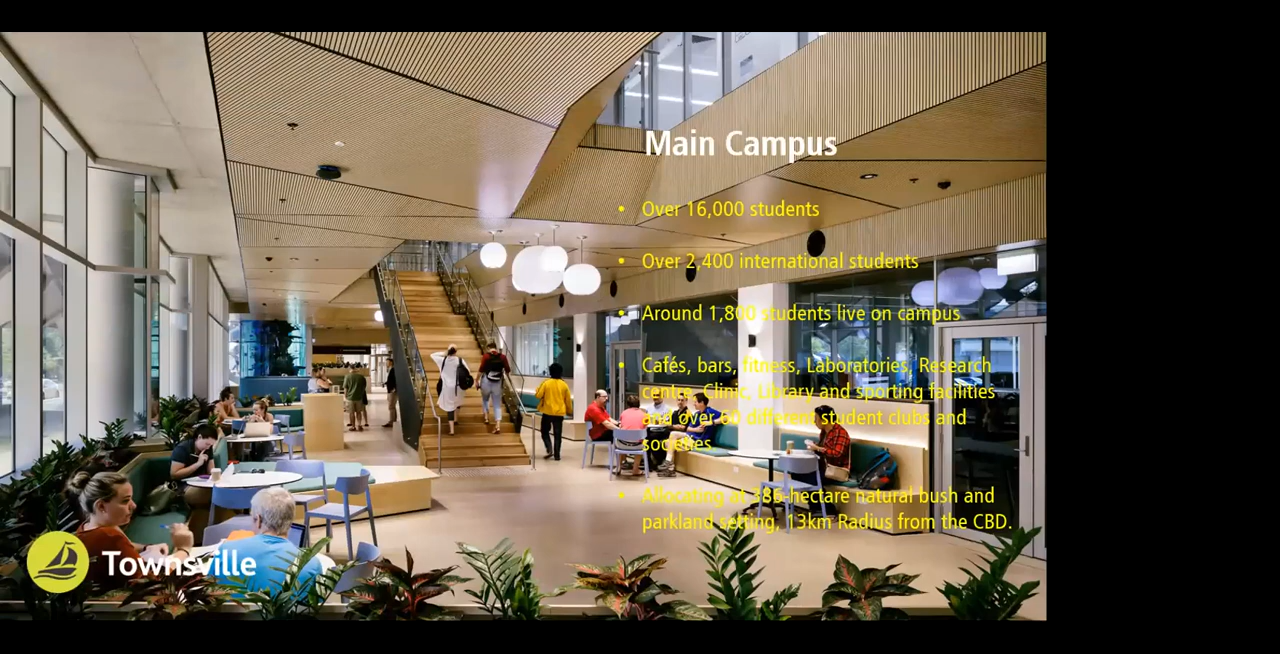 Main Campus
• Over 16,000 students
• Over 2,400 international students
• Around 1,800 students live on campus
• Cafés, bars, fitness, Laboratories, Research
centre, Clinic, Library and sporting facilities
and over 60 different student clubs and
societies.
• Allocating at 386-hectare natural bush and
parkland setting, 13km Radius from the CBD.
Townsville